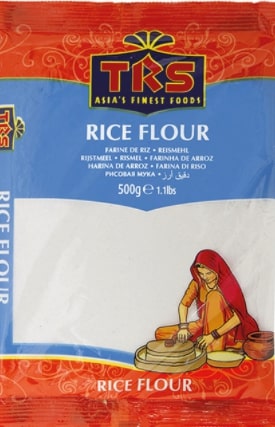 TRS
ASIA'S FINEST FOODS
RICE FLOUR
FARINE DE RIZ • REISMEHL
RIJSTMEEL • RISMEL • FARINHA DE ARROZ
HARINA DE ARROZ • FARINA DI RISO
РИСОВАЯ МУКА • دقيق أرز
500g e 1.1lbs
RICE FLOUR
TRS
RICE FLOUR